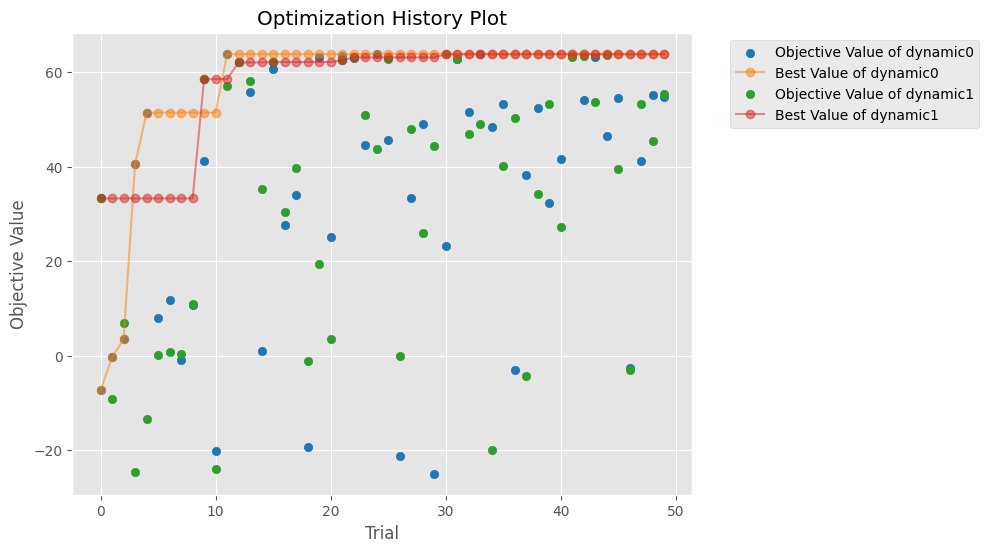 Optimization History Plot
Objective Value of dynamic0
Best Value of dynamic0
Objective Value of dynamic1
Best Value of dynamic1
Objective Value
60
40
20
0
−20
0 10 20 30 40 50
Trial